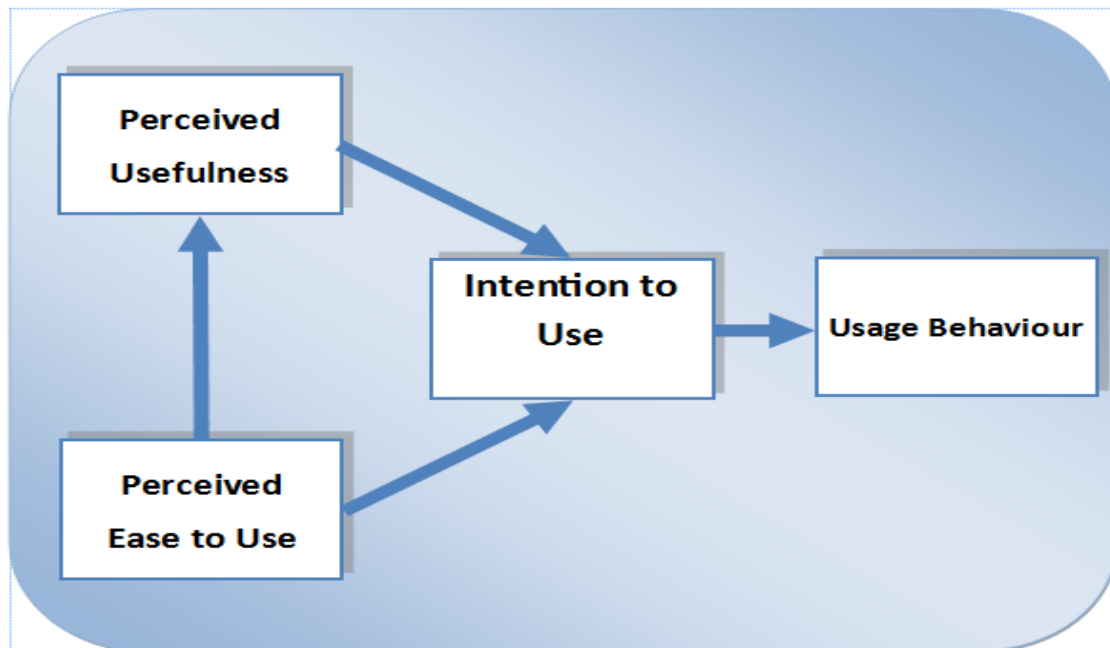 Perceived
Usefulness
Intention to
Use
Usage Behaviour
Perceived
Ease to Use